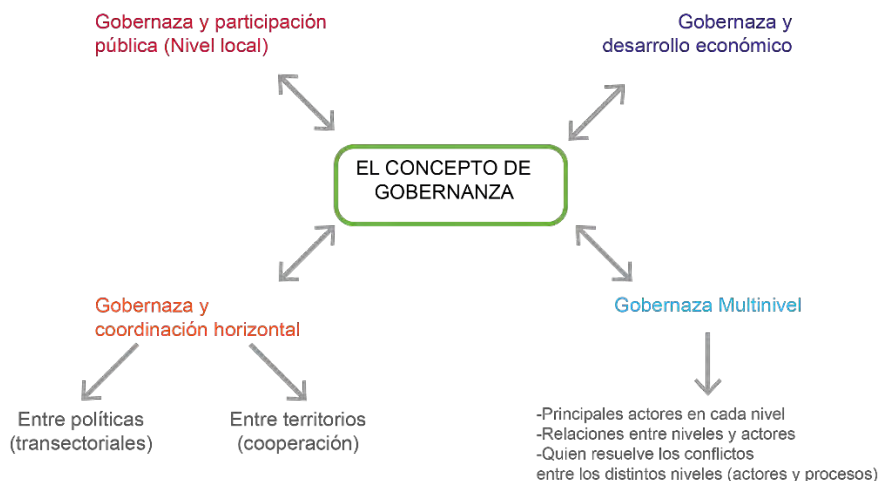 Gobernaza y participación
pública (Nivel local)
Gobernaza y
desarrollo económico
EL CONCEPTO DE
GOBERNANZA
Gobernaza y
coordinación horizontal
Gobernaza Multinivel
Entre políticas
(transectoriales)
Entre territorios
(cooperación)
-Principales actores en cada nivel
-Relaciones entre niveles y actores
-Quien resuelve los conflictos
entre los distintos niveles (actores y procesos)